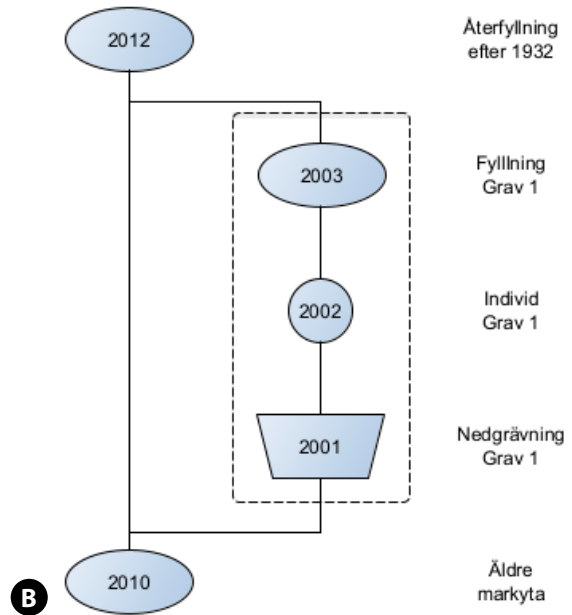 2012
Återfyllning
efter 1932
2003
Fylllning
Grav 1
2002
Individ
Grav 1
2001
Nedgrävning
Grav 1
2010
Äldre
markyta
B